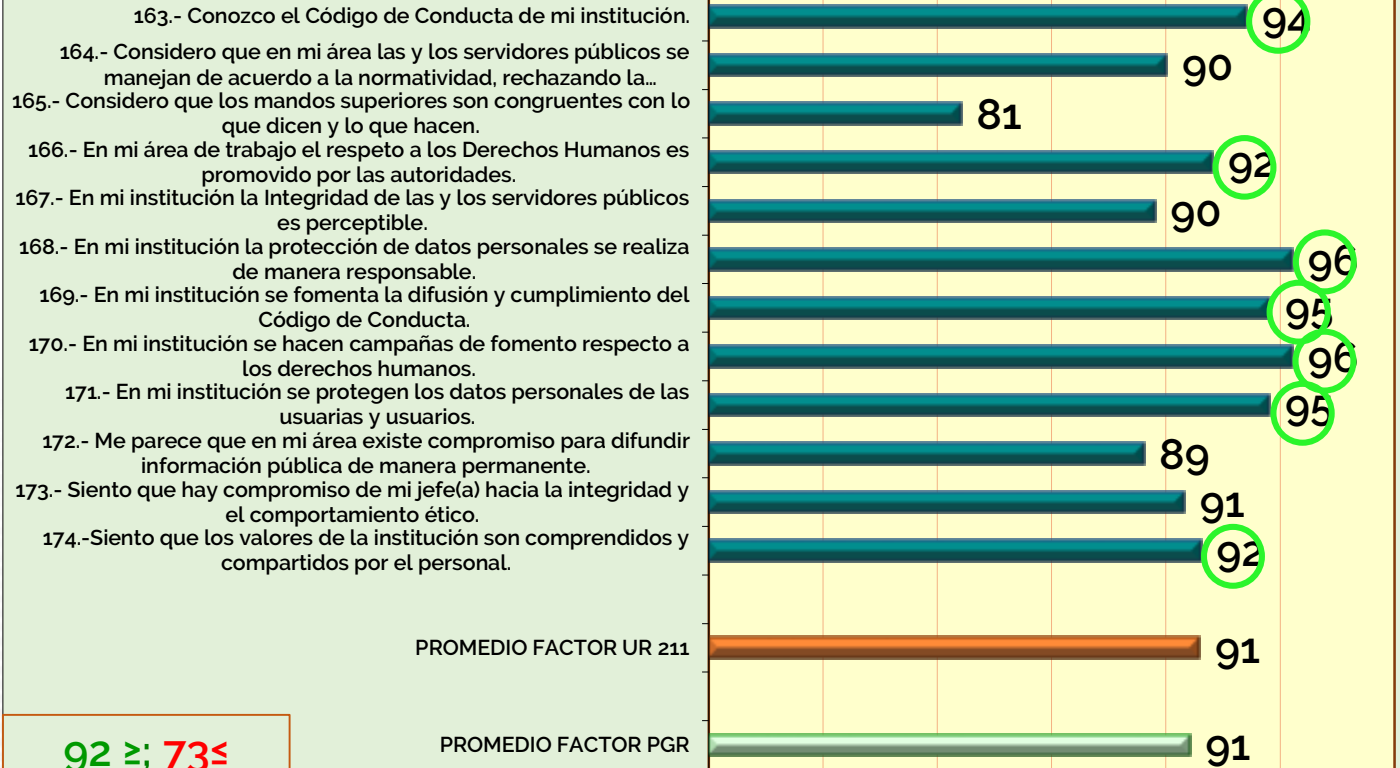 163.- Conozco el Código de Conducta de mi institución.
94
164.- Considero que en mi área las y los servidores públicos se
manejan de acuerdo a la normatividad, rechazando la...
90
165.- Considero que los mandos superiores son congruentes con lo
que dicen y lo que hacen.
81
166.- En mi área de trabajo el respeto a los Derechos Humanos es
promovido por las autoridades.
92
167.- En mi institución la Integridad de las y los servidores públicos
es perceptible.
90
168.- En mi institución la protección de datos personales se realiza
de manera responsable.
96
169.- En mi institución se fomenta la difusión y cumplimiento del
Código de Conducta.
95
170.- En mi institución se hacen campañas de fomento respecto a
los derechos humanos.
96
171.- En mi institución se protegen los datos personales de las
usuarias y usuarios.
95
172.- Me parece que en mi área existe compromiso para difundir
información pública de manera permanente.
89
173.- Siento que hay compromiso de mi jefe(a) hacia la integridad y
el comportamiento ético.
91
174.-Siento que los valores de la institución son comprendidos y
compartidos por el personal.
92
PROMEDIO FACTOR UR 211
91
PROMEDIO FACTOR PGR
91
92 ≥; 73≤